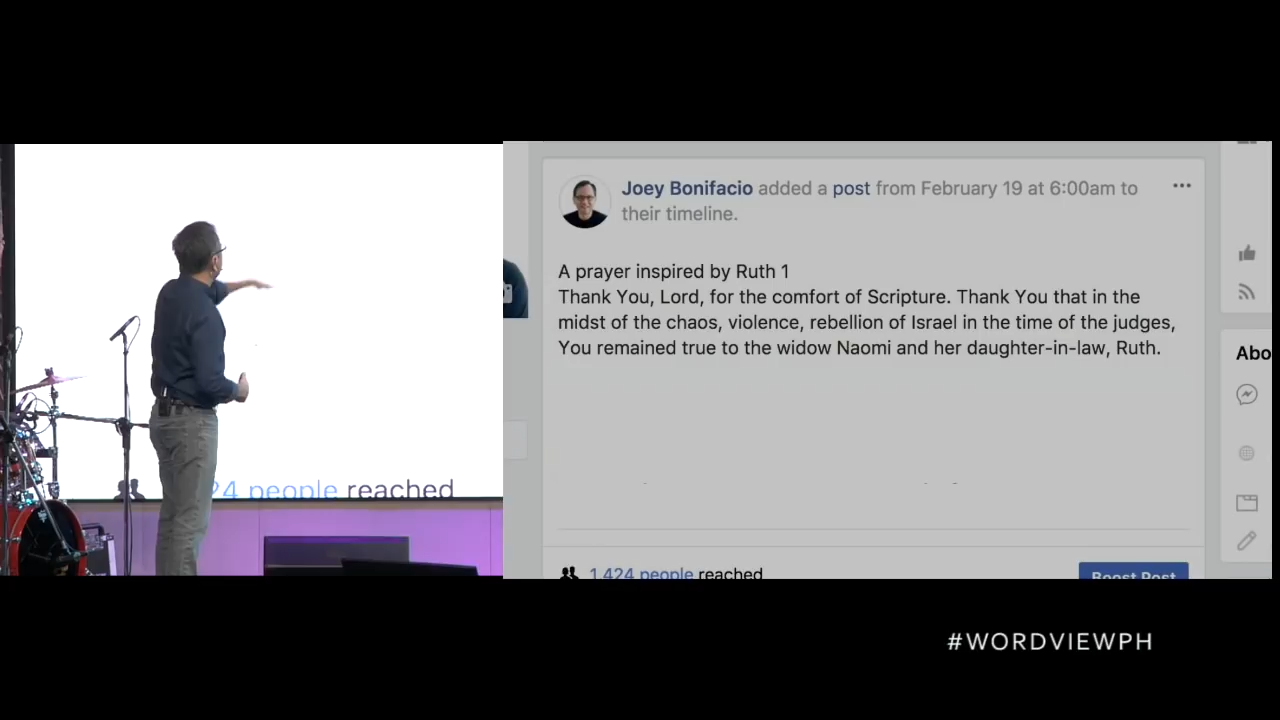 24 people reached
Joey Bonifacio added a post from February 19 at 6:00am to
their timeline.
A prayer inspired by Ruth 1
Thank You, Lord, for the comfort of Scripture. Thank You that in the
midst of the chaos, violence, rebellion of Israel in the time of the judges,
You remained true to the widow Naomi and her daughter-in-law, Ruth.
1,424 people reached
Boost Post
Abo
#WORDVIEWPH